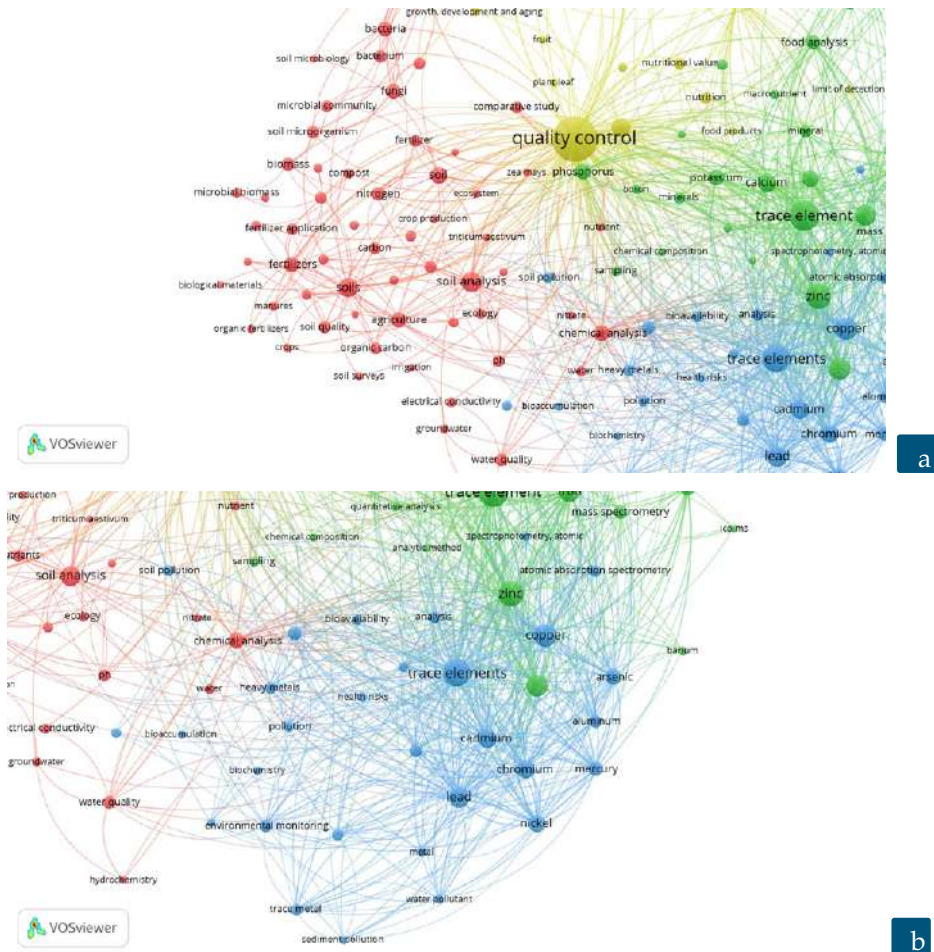 growth, development and aging
bacteria
fruit
food analysis
soil microbiology
bacterium
nutritional value
plant leaf
macronutrient
limit of detection
fungi
nutrition
microbial community
comparative study
soil microorganism
quality control
food products
mineral
fertilizer
biomass
compost
soil
zea mays
phosphorus
potassium
calcium
microbial biomass
nitrogen
ecosystem
boron
minerals
crop production
trace element
fertilizer application
nutrient
mass
carbon
triticum aestivum
chemical composition
spectrophotometry, atomic
fertilizers
soil analysis
soil pollution
sampling
atomic absorptio
biological materials
soils
zinc
manures
ecology
nitrate
bioavailability
analysis
organic fertilizers
soil quality
agriculture
chemical analysis
copper
crops
organic carbon
ph
trace elements
soil surveys
irrigation
water
heavy metals
health risks
alum
electrical conductivity
bioaccumulation
pollution
cadmium
groundwater
biochemistry
chromium
mer
water quality
lead
VOSviewer
a
production
nutrient
quantitative analysis
trace element
mass spectrometry
lity
triticum aestivum
chemical composition
spectrophotometry, atomic
icp ms
analytic method
nutrients
soil analysis
soil pollution
sampling
atomic absorption spectrometry
zinc
ecology
nitrate
bioavailability
analysis
chemical analysis
copper
barium
ph
water
heavy metals
trace elements
arsenic
health risks
ctrical conductivity
bioaccumulation
pollution
aluminum
cadmium
groundwater
biochemistry
chromium
mercury
water quality
lead
environmental monitoring
nickel
metal
hydrochemistry
water pollutant
trace metal
VOSviewer
sediment pollution
b